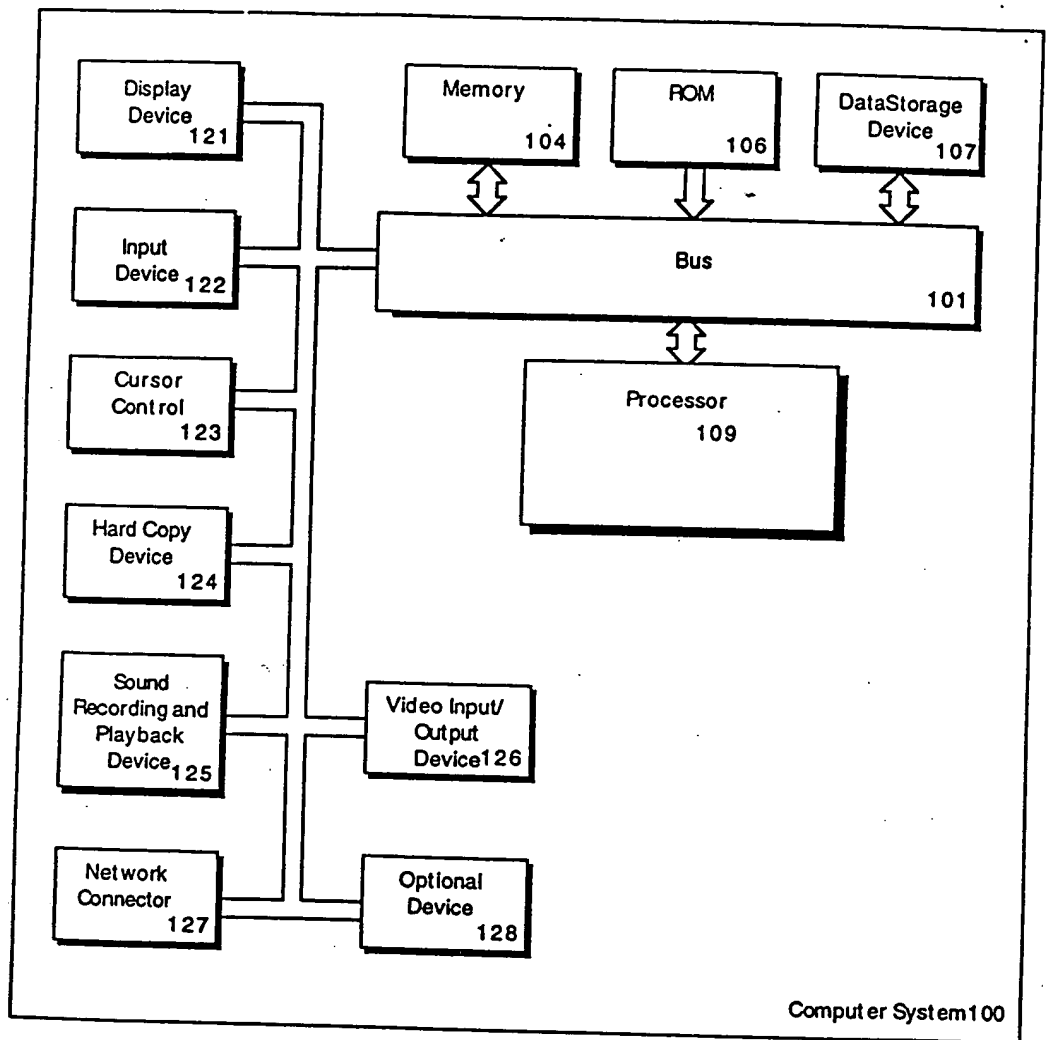 Display
Device
121
Memory
104
ROM
106
DataStorage
Device
107
Input
Device
122
Bus
101
Cursor
Control
123
Processor
109
Hard Copy
Device
124
Sound
Recording and
Playback
Device
125
Video Input/
Output
Device126
Network
Connector
127
Optional
Device
128
Computer System100